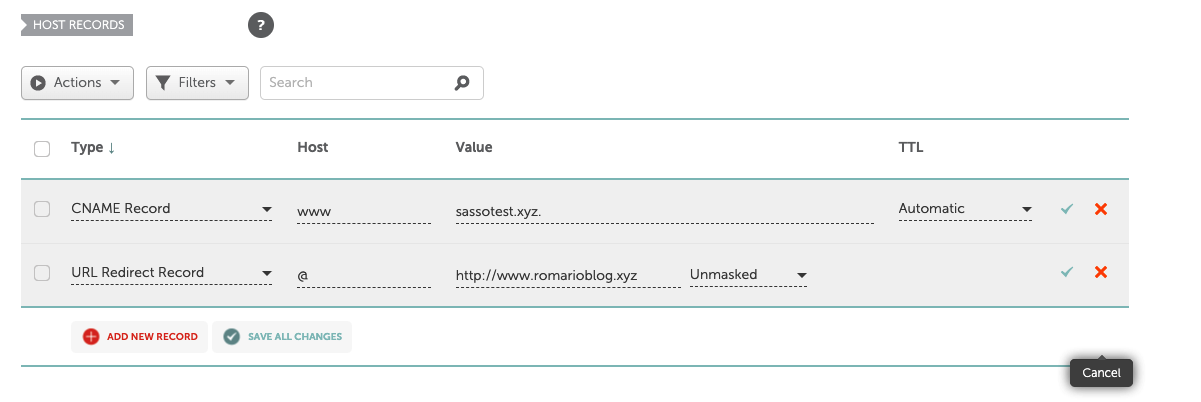 HOST RECORDS ?
Actions Filters Search
Type ↓ Host Value TTL
CNAME Record www sassotest.xyz. Automatic
URL Redirect Record @ http://www.romarioblog.xyz Unmasked
ADD NEW RECORD SAVE ALL CHANGES
Cancel